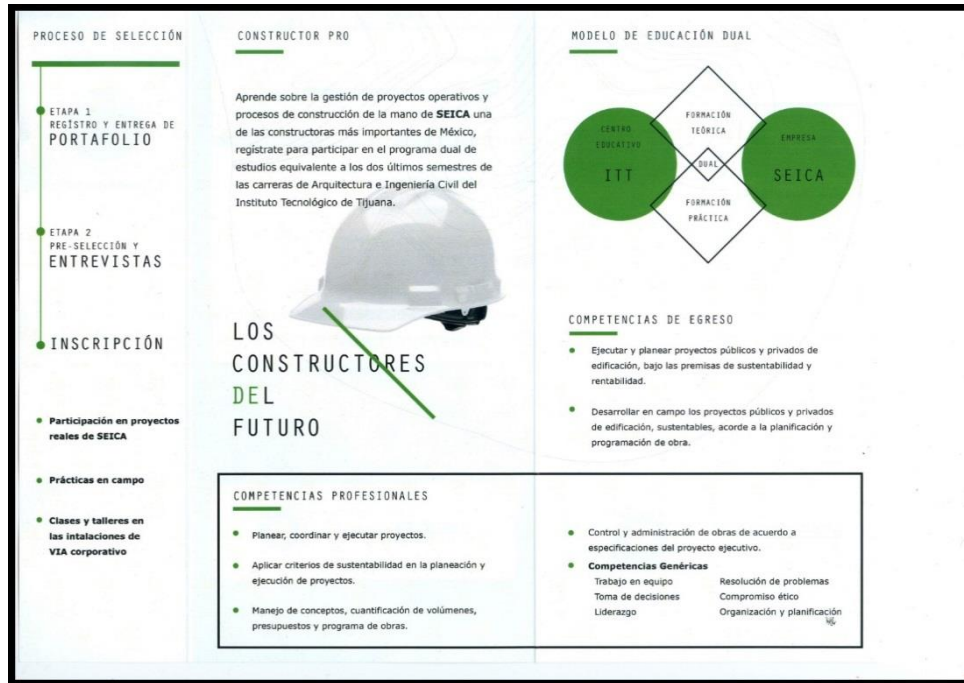 PROCESO DE SELECCIÓN
ETAPA 1
REGÍSTRO Y ENTREGA DE
PORTAFOLIO
ETAPA 2
PRE-SELECCIÓN Y
ENTREVISTAS
INSCRIPCIÓN
Participación en proyectos
reales de SEICA
Prácticas en campo
Clases y talleres en
las intalaciones de
VIA corporativo
CONSTRUCTOR PRO
Aprende sobre la gestión de proyectos operativos y
procesos de construcción de la mano de SEICA una
de las constructoras más importantes de México,
regístrate para participar en el programa dual de
estudios equivalente a los dos últimos semestres de
las carreras de Arquitectura e Ingeniería Civil del
Instituto Tecnológico de Tijuana.
LOS
CONSTRUCTORES
DEL
FUTURO
MODELO DE EDUCACIÓN DUAL
CENTRO
EDUCATIVO
ITT
FORMACIÓN
TEÓRICA
DUAL
FORMACIÓN
PRÁCTICA
EMPRESA
SEICA
COMPETENCIAS DE EGRESO
Ejecutar y planear proyectos públicos y privados de
edificación, bajo las premisas de sustentabilidad y
rentabilidad.
Desarrollar en campo los proyectos públicos y privados
de edificación, sustentables, acorde a la planificación y
programación de obra.
COMPETENCIAS PROFESIONALES
Planear, coordinar y ejecutar proyectos.
Aplicar criterios de sustentabilidad en la planeación y
ejecución de proyectos.
Manejo de conceptos, cuantificación de volúmenes,
presupuestos y programa de obras.
Control y administración de obras de acuerdo a
especificaciones del proyecto ejecutivo.
Competencias Genéricas
Trabajo en equipo Resolución de problemas
Toma de decisiones Compromiso ético
Liderazgo Organización y planificación